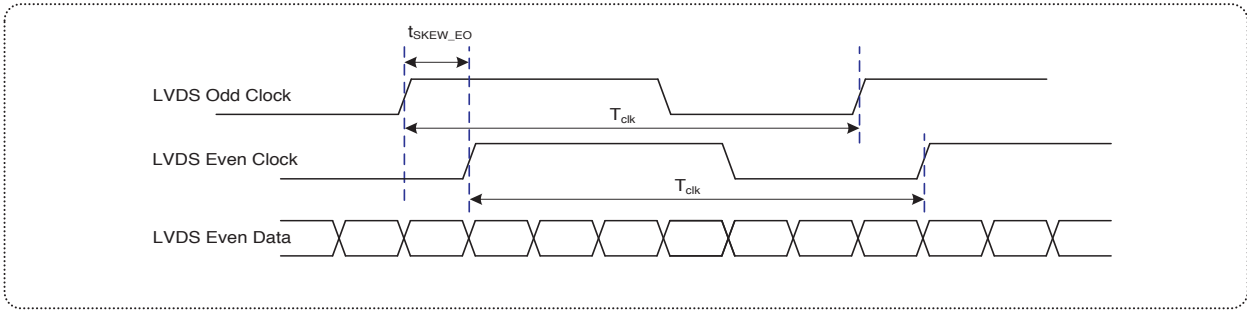 tSKEW_EO
LVDS Odd Clock
Tclk
LVDS Even Clock
Tclk
LVDS Even Data